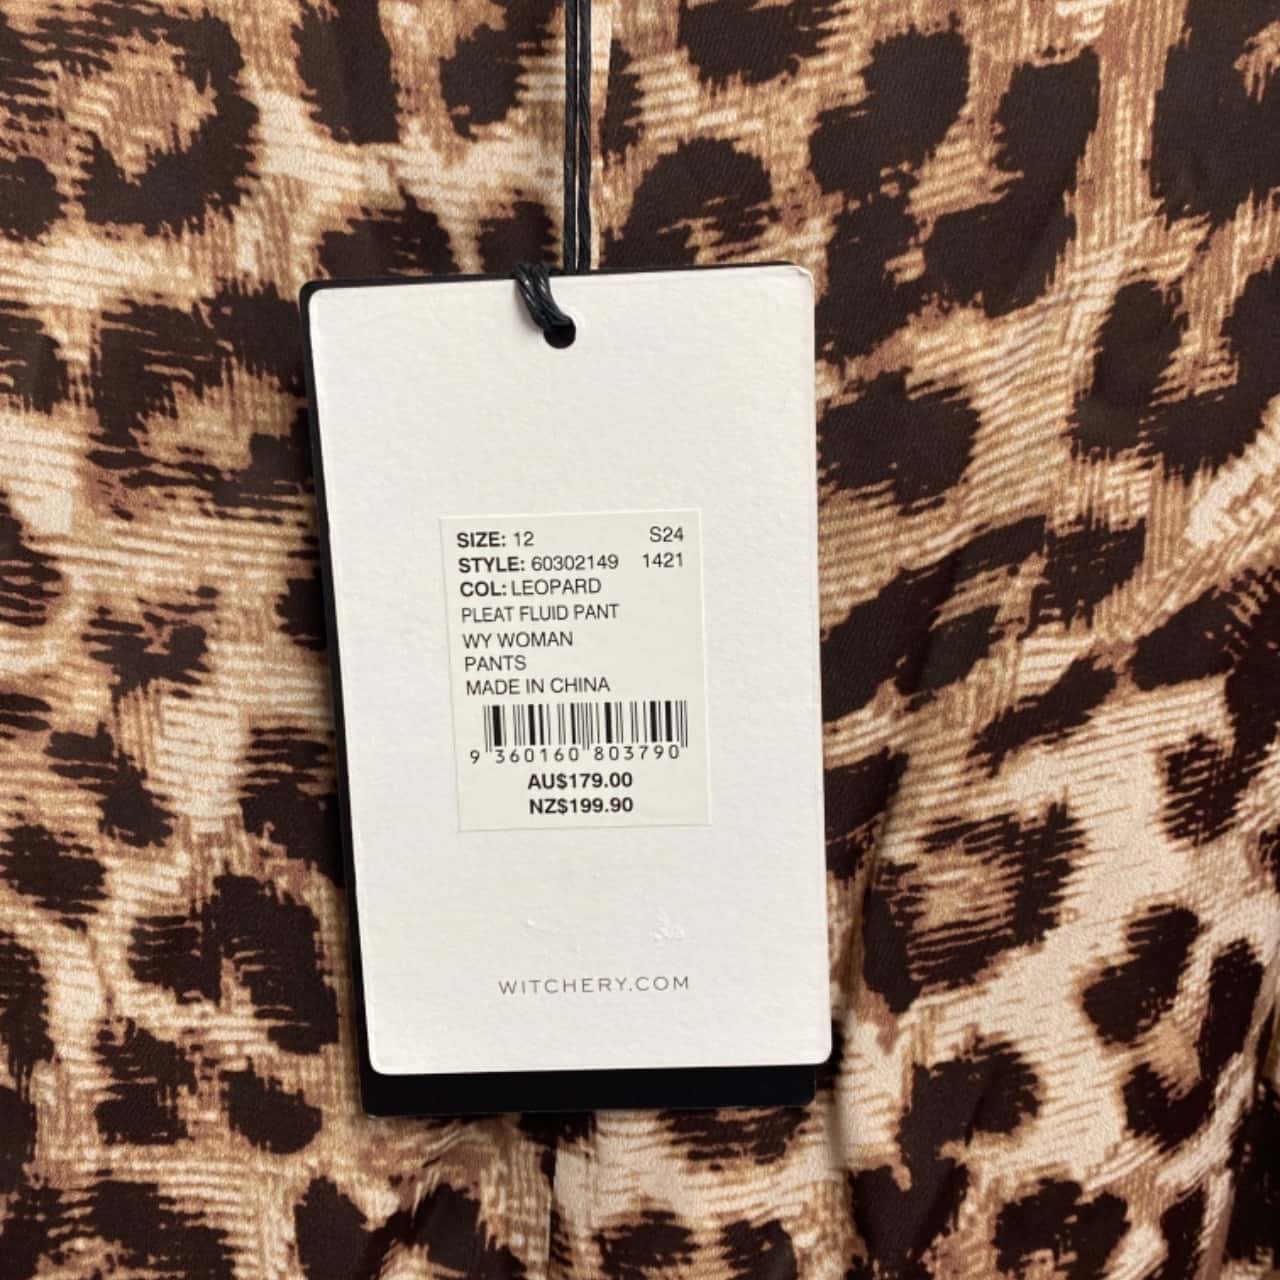 SIZE: 12 S24
STYLE: 60302149 1421
COL: LEOPARD
PLEAT FLUID PANT
WY WOMAN
PANTS
MADE IN CHINA
9 360160 803790
AU$179.00
NZ$199.90
WITCHERY.COM